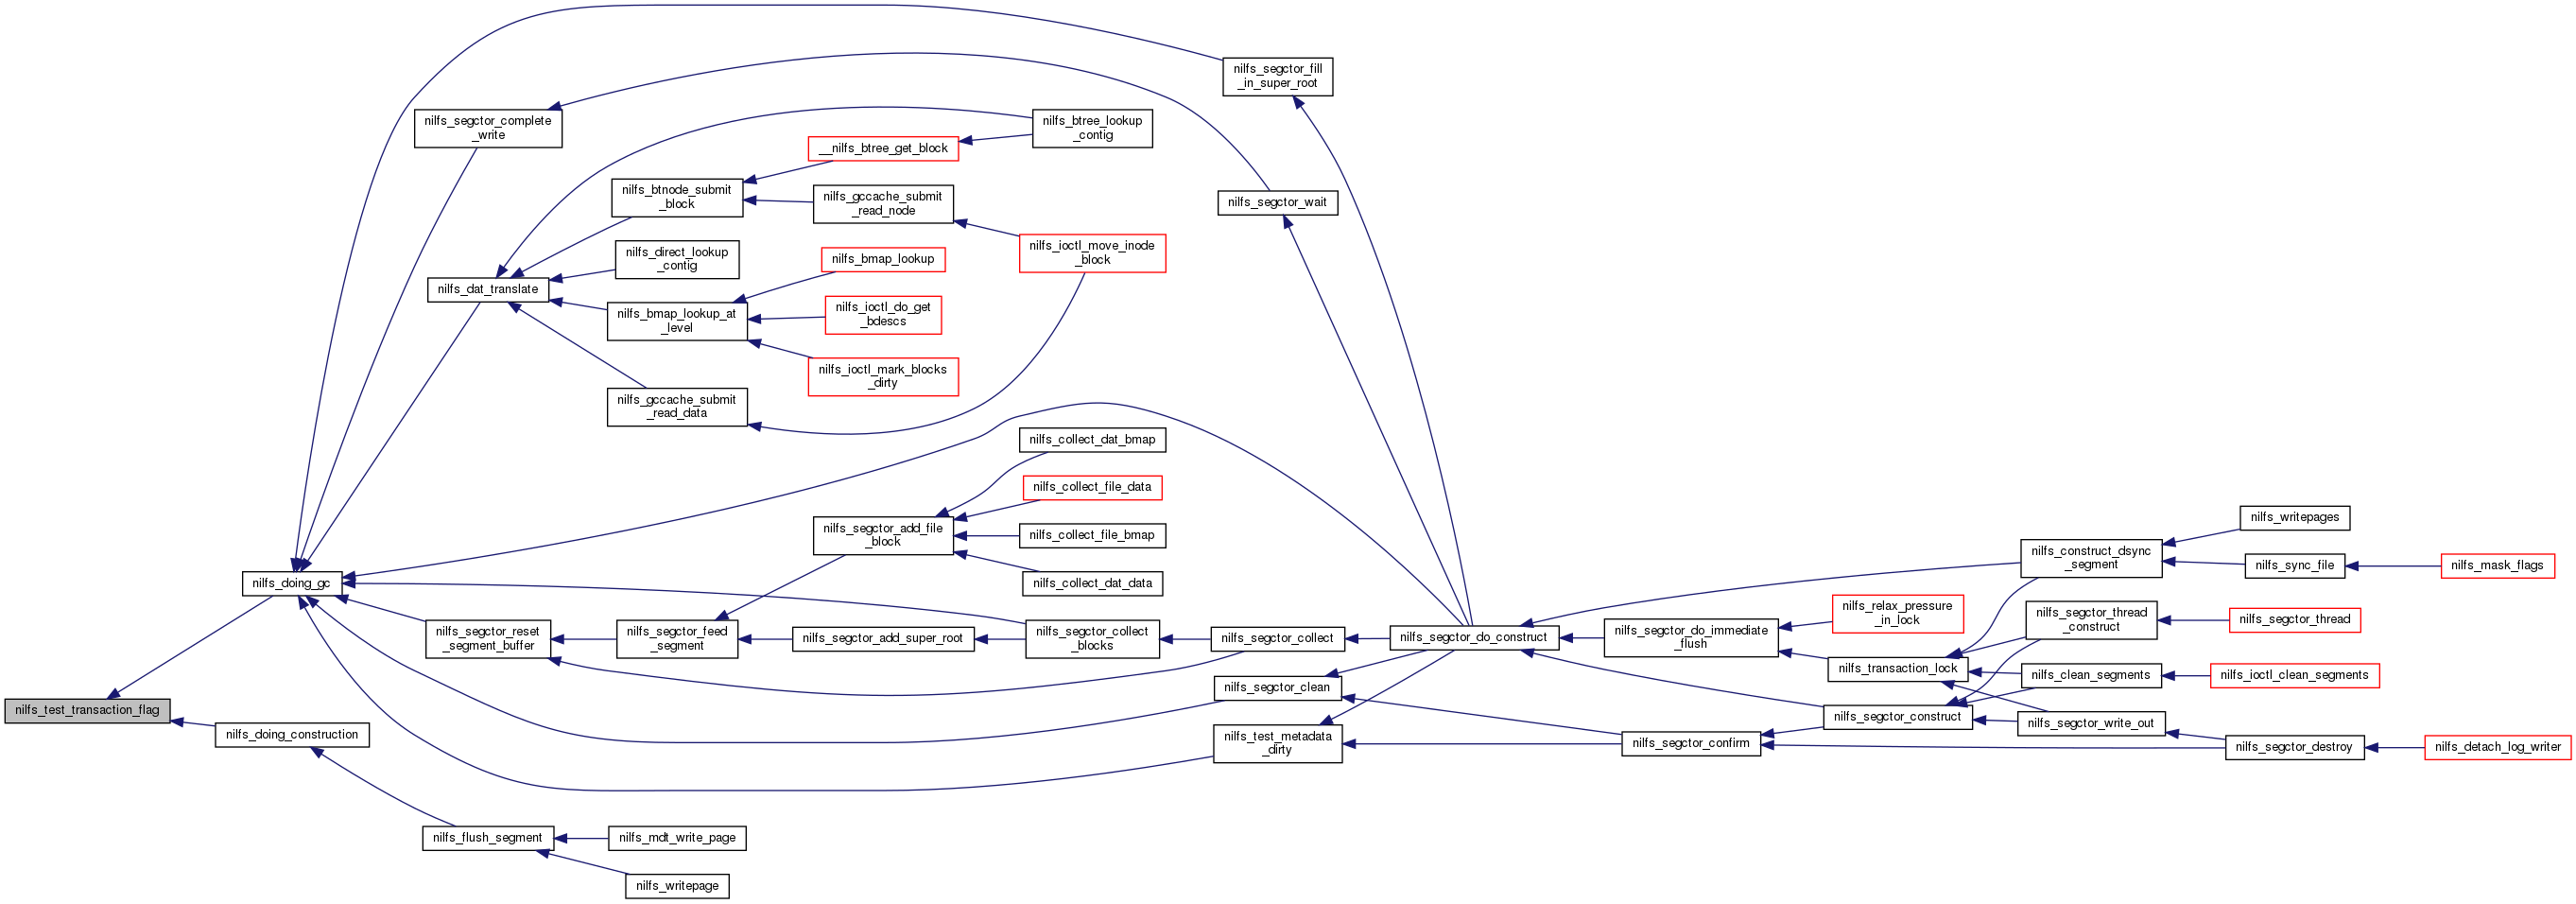 nilfs_segctor_fill
_in_super_root
nilfs_segctor_complete
_write
nilfs_btree_lookup
_contig
__nilfs_btree_get_block
nilfs_btnode_submit
_block
nilfs_gccache_submit
_read_node
nilfs_segctor_wait
nilfs_direct_lookup
_contig
nilfs_ioctl_move_inode
_block
nilfs_bmap_lookup
nilfs_dat_translate
nilfs_bmap_lookup_at
_level
nilfs_ioctl_do_get
_bdescs
nilfs_ioctl_mark_blocks
_dirty
nilfs_gccache_submit
_read_data
nilfs_collect_dat_bmap
nilfs_collect_file_data
nilfs_segctor_add_file
_block
nilfs_collect_file_bmap
nilfs_collect_dat_data
nilfs_writepages
nilfs_construct_dsync
_segment
nilfs_sync_file
nilfs_mask_flags
nilfs_doing_gc
nilfs_relax_pressure
_in_lock
nilfs_segctor_thread
_construct
nilfs_segctor_thread
nilfs_segctor_reset
_segment_buffer
nilfs_segctor_feed
_segment
nilfs_segctor_add_super_root
nilfs_segctor_collect
_blocks
nilfs_segctor_collect
nilfs_segctor_do_construct
nilfs_segctor_do_immediate
_flush
nilfs_transaction_lock
nilfs_clean_segments
nilfs_ioctl_clean_segments
nilfs_segctor_clean
nilfs_test_transaction_flag
nilfs_segctor_construct
nilfs_segctor_write_out
nilfs_doing_construction
nilfs_test_metadata
_dirty
nilfs_segctor_confirm
nilfs_segctor_destroy
nilfs_detach_log_writer
nilfs_flush_segment
nilfs_mdt_write_page
nilfs_writepage